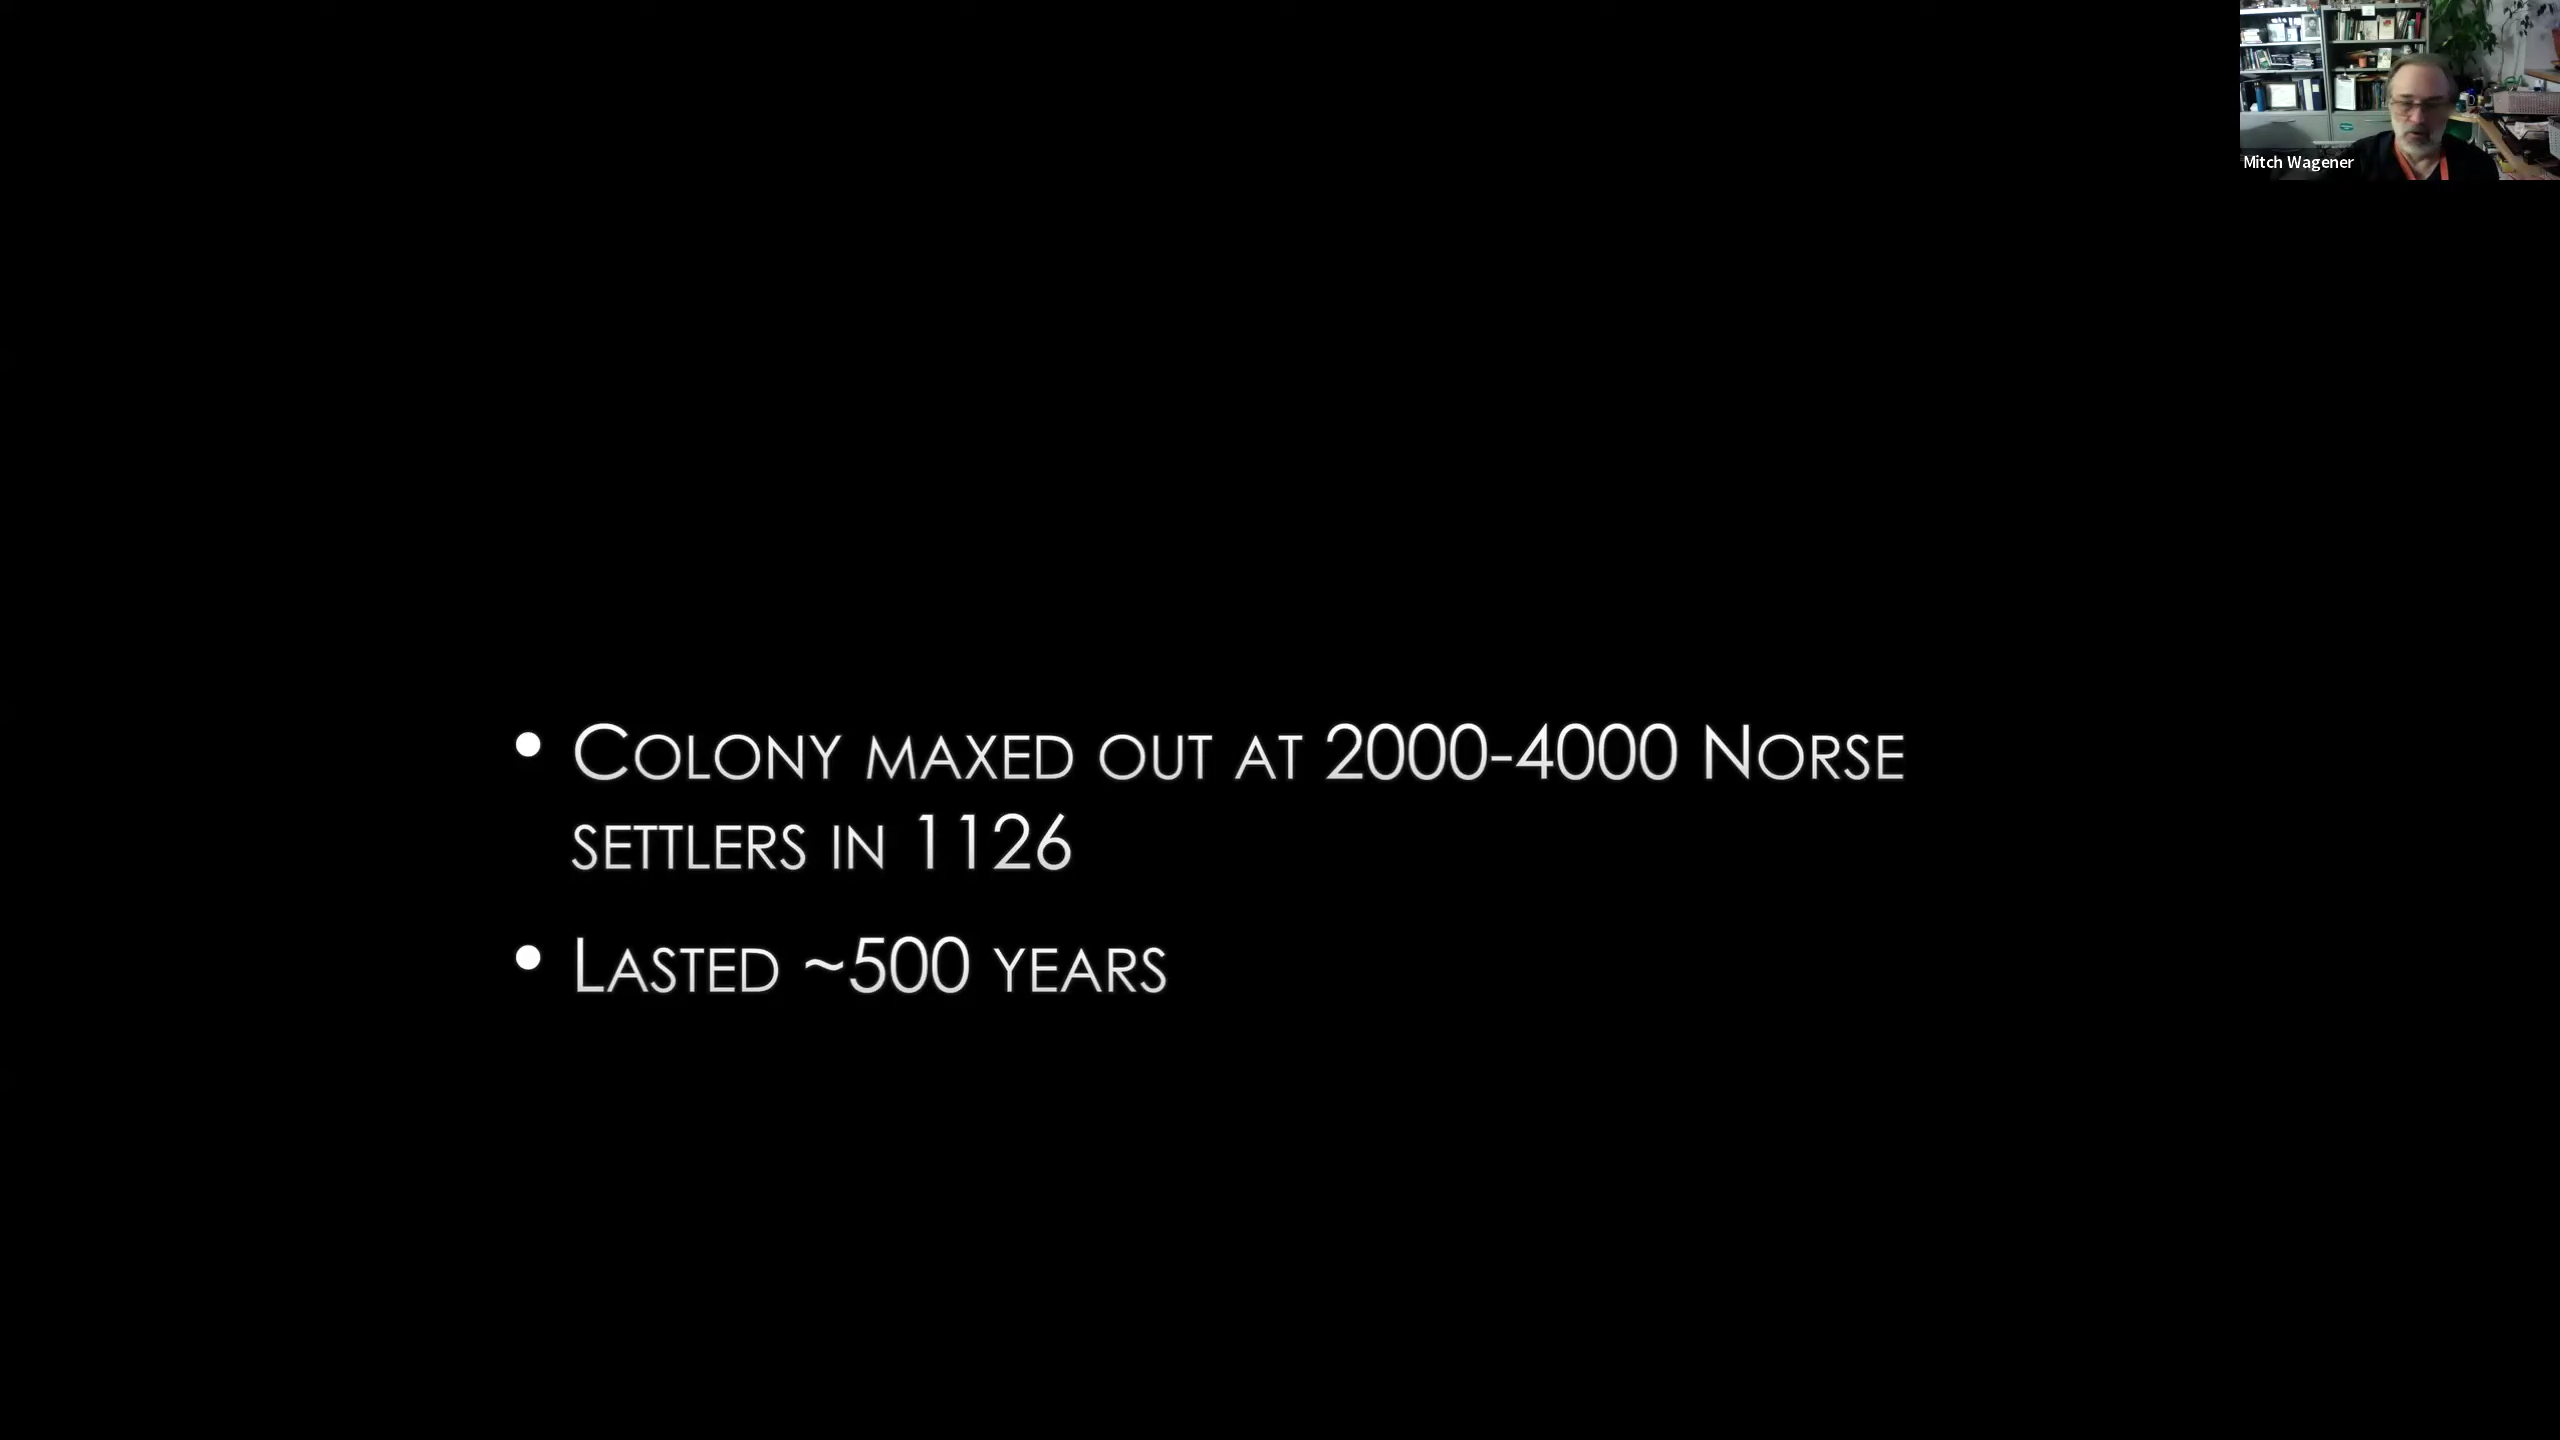 Mitch Wagener
• Colony maxed out at 2000-4000 Norse
settlers in 1126
• Lasted ~500 years